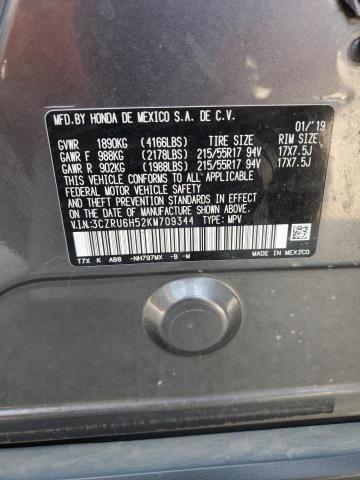 MFD.BY HONDA DE MEXICO S.A. DE C.V. 01/'19
GVWR 1890KG (4166LBS) TIRE SIZE RIM SIZE
GAWR F 988KG (2178LBS) 215/55R17 94V 17X7.5J
GAWR R 902KG (1988LBS) 215/55R17 94V 17X7.5J
THIS VEHICLE CONFORMS TO ALL APPLICABLE FEDERAL
MOTOR VEHICLE SAFETY AND THEFT PREVENTION STANDARDS
IN EFFECT ON THE DATE OF MANUFACTURE SHOWN ABOVE.
V.I.N:3CZRU6H52KM709344 TYPE: MPV
T7X K ABB -NH797MX -B -M MADE IN MEXICO